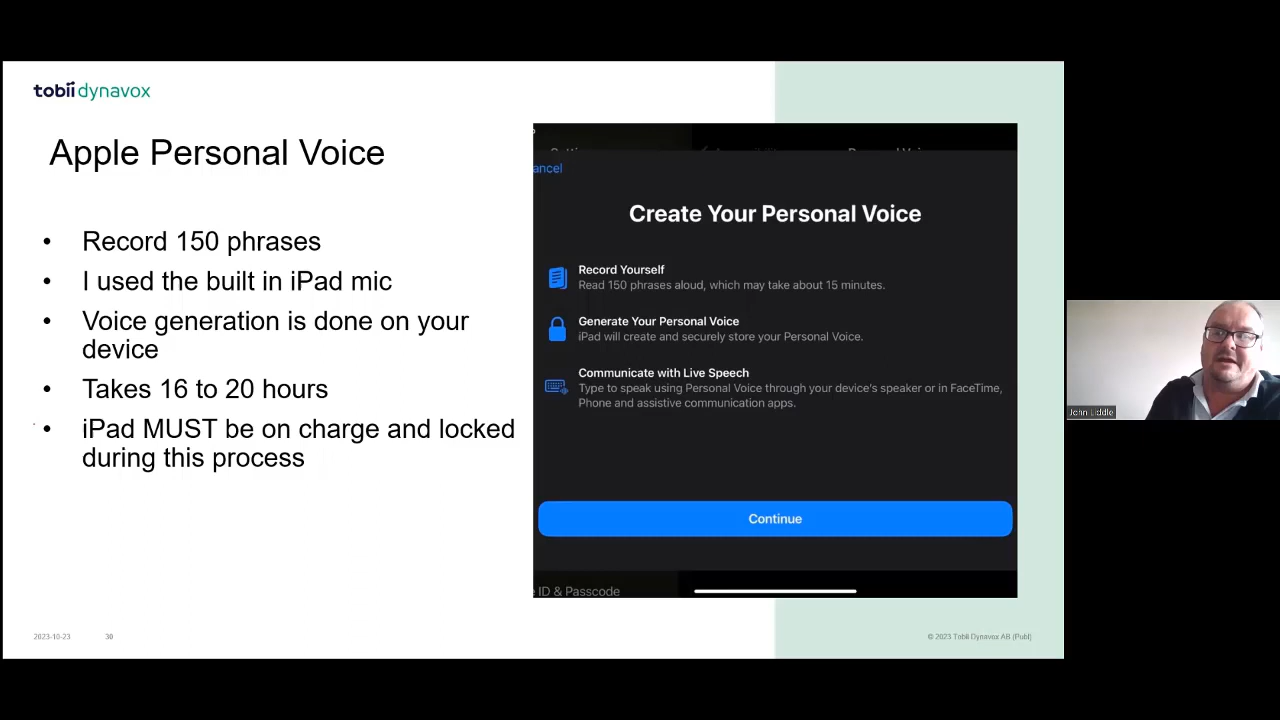 tobii dynavox
Apple Personal Voice
• Record 150 phrases
• I used the built in iPad mic
• Voice generation is done on your
device
• Takes 16 to 20 hours
• iPad MUST be on charge and locked
during this process
ancel
Create Your Personal Voice
Record Yourself
Read 150 phrases aloud, which may take about 15 minutes.
Generate Your Personal Voice
iPad will create and securely store your Personal Voice.
Communicate with Live Speech
Type to speak using Personal Voice through your device's speaker or in FaceTime,
Phone and assistive communication apps.
Continue
e ID & Passcode
John Liddle
2023-10-23
30
© 2023 Tobii Dynavox AB (Publ)